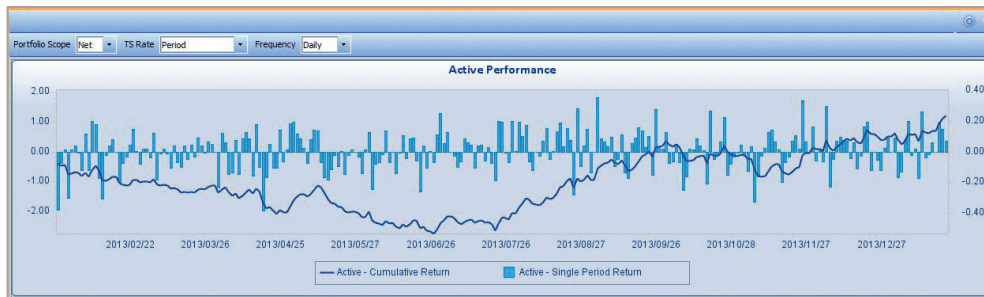 Portfolio Scope Net TS Rate Period Frequency Daily
Active Performance
2.00 0.40
1.00 0.20
0.00 0.00
-1.00 -0.20
-2.00 -0.40
2013/02/22 2013/03/26 2013/04/25 2013/05/27 2013/06/26 2013/07/26 2013/08/27 2013/09/26 2013/10/28 2013/11/27 2013/12/27
Active - Cumulative Return Active - Single Period Return